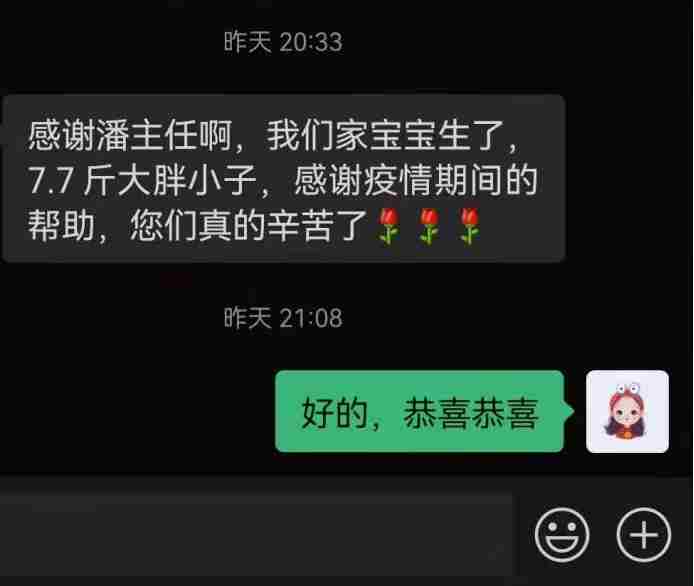 昨天 20:33
感谢潘主任啊，我们家宝宝生了，
7.7 斤大胖小子，感谢疫情期间的
帮助，您们真的辛苦了🌹🌹🌹
昨天 21:08
好的，恭喜恭喜